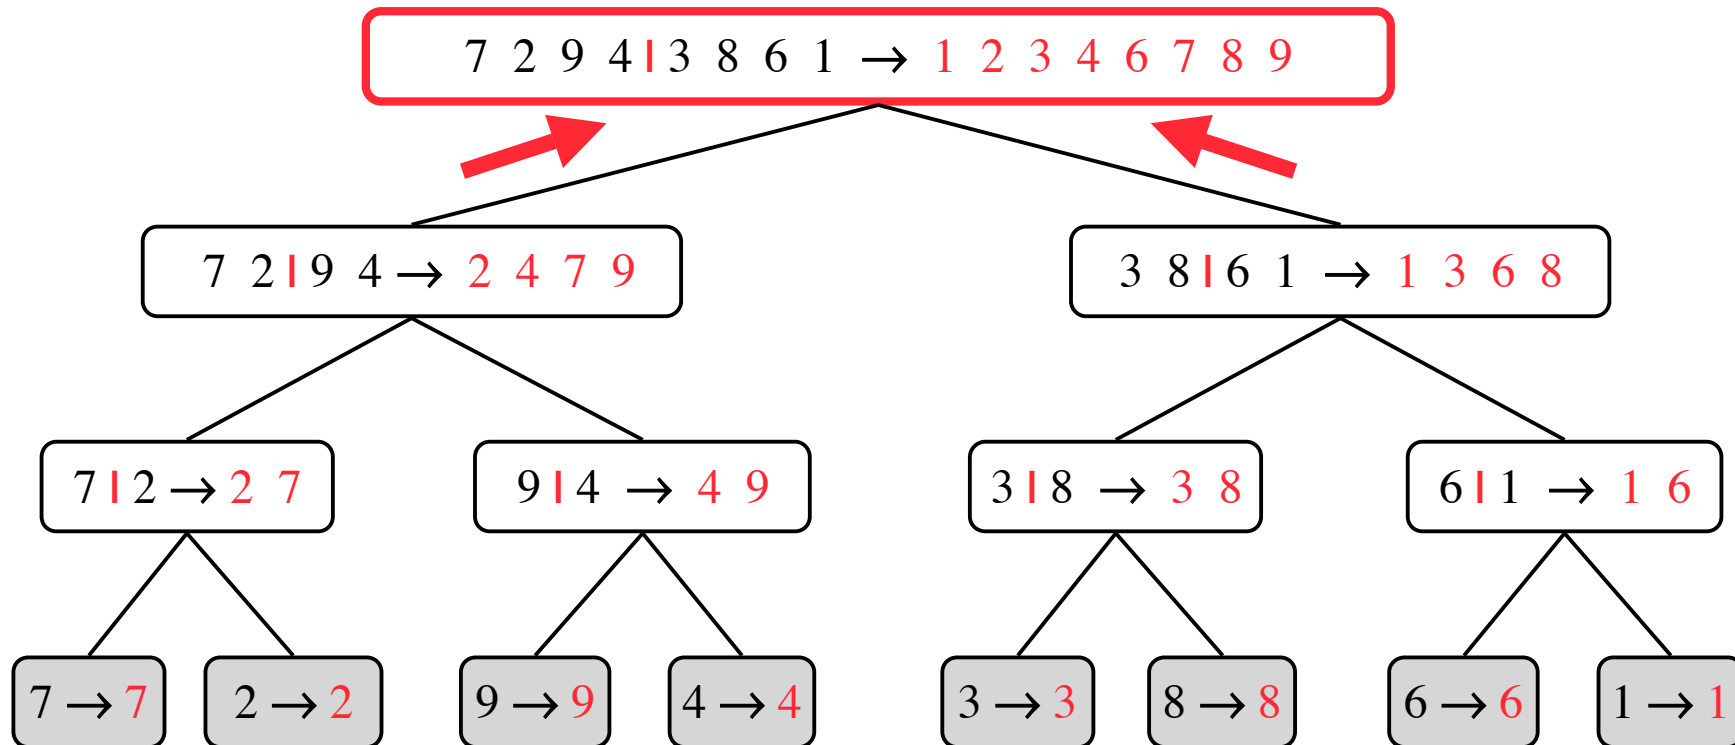 7 2 9 4 | 3 8 6 1 → 1 2 3 4 6 7 8 9
7 2 | 9 4 → 2 4 7 9
3 8 | 6 1 → 1 3 6 8
7 | 2 → 2 7
9 | 4 → 4 9
3 | 8 → 3 8
6 | 1 → 1 6
7 → 7
2 → 2
9 → 9
4 → 4
3 → 3
8 → 8
6 → 6
1 → 1